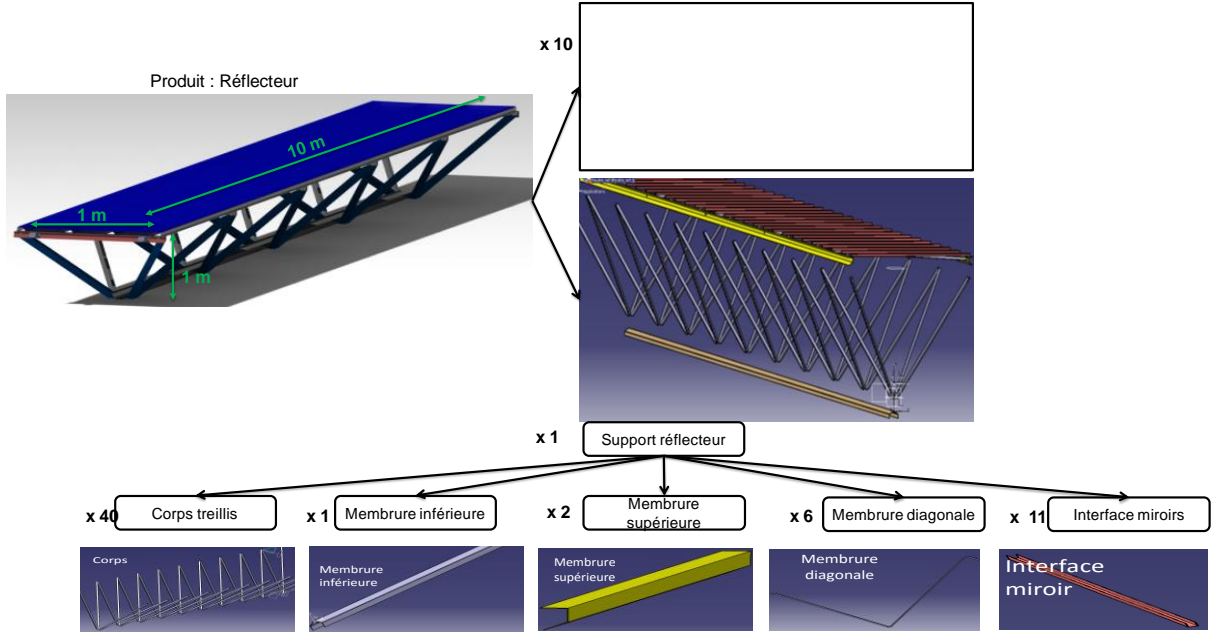 x 10
Produit : Réflecteur
10 m
1 m
1 m
x 1
Support réflecteur
x 40
Corps treillis
x 1
Membrure inférieure
x 2
Membrure
supérieure
x 6
Membrure diagonale
x 11
Interface miroirs
Corps
Membrure
inférieure
Membrure
supérieure
Membrure
diagonale
Interface
miroir